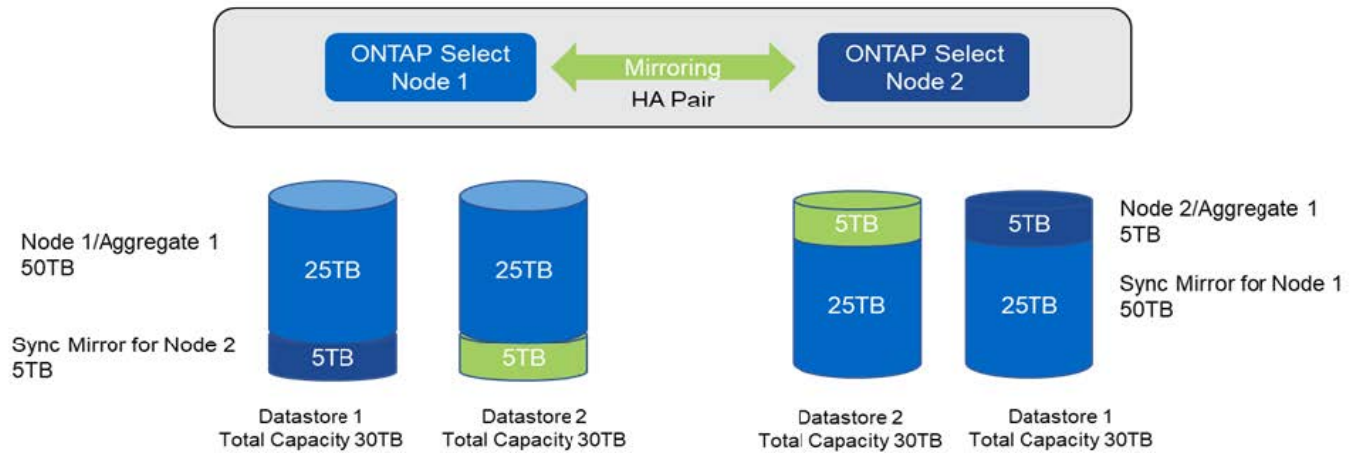 ONTAP Select
Node 1
Mirroring
HA Pair
ONTAP Select
Node 2
Node 1/Aggregate 1
50TB
Sync Mirror for Node 2
5TB
25TB
5TB
25TB
5TB
5TB
25TB
5TB
25TB
Node 2/Aggregate 1
5TB
Sync Mirror for Node 1
50TB
Datastore 1
Total Capacity 30TB
Datastore 2
Total Capacity 30TB
Datastore 2
Total Capacity 30TB
Datastore 1
Total Capacity 30TB